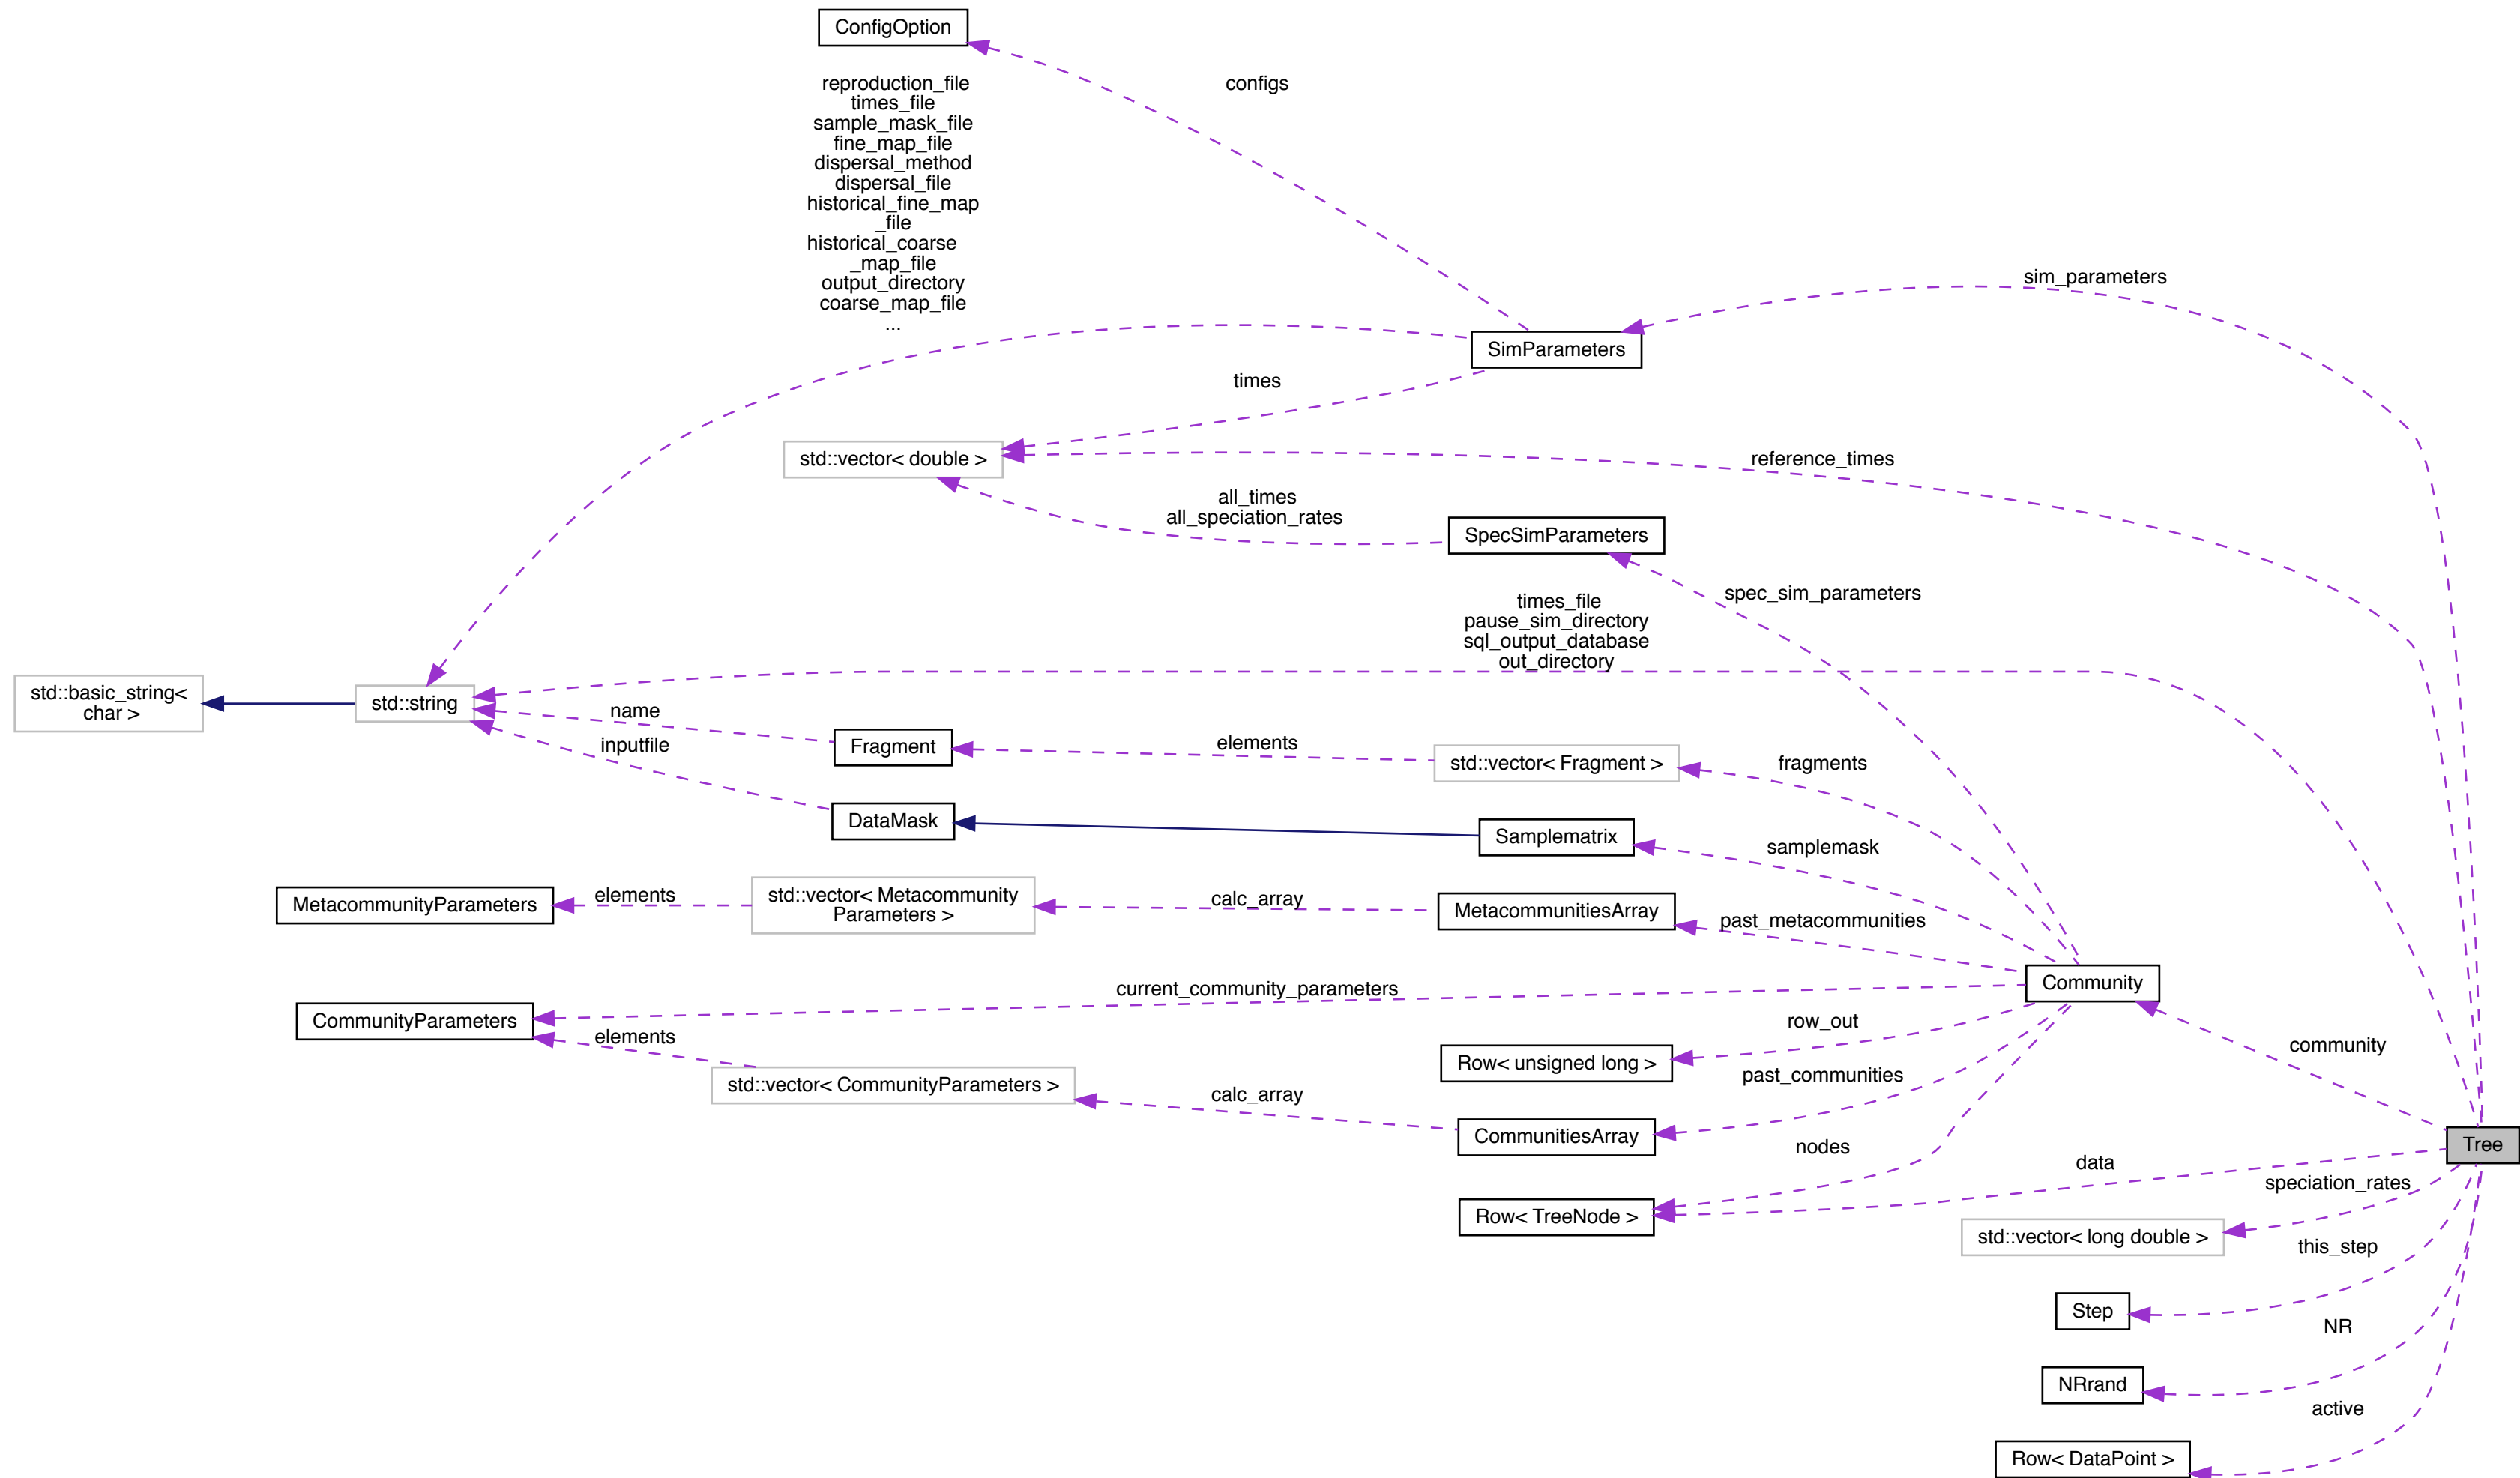 ConfigOption
configs
reproduction_file
times_file
sample_mask_file
fine_map_file
dispersal_method
dispersal_file
historical_fine_map
_file
historical_coarse
_map_file
output_directory
coarse_map_file
...
sim_parameters
SimParameters
times
std::vector< double >
reference_times
all_times
all_speciation_rates
SpecSimParameters
spec_sim_parameters
times_file
pause_sim_directory
sql_output_database
out_directory
std::basic_string<
char >
std::string
name
inputfile
Fragment
elements
std::vector< Fragment >
fragments
DataMask
Samplematrix
samplemask
MetacommunityParameters
elements
std::vector< Metacommunity
Parameters >
calc_array
MetacommunitiesArray
past_metacommunities
Community
current_community_parameters
CommunityParameters
elements
row_out
Row< unsigned long >
community
std::vector< CommunityParameters >
calc_array
past_communities
CommunitiesArray
nodes
Tree
data
speciation_rates
Row< TreeNode >
std::vector< long double >
this_step
Step
NR
NRrand
active
Row< DataPoint >